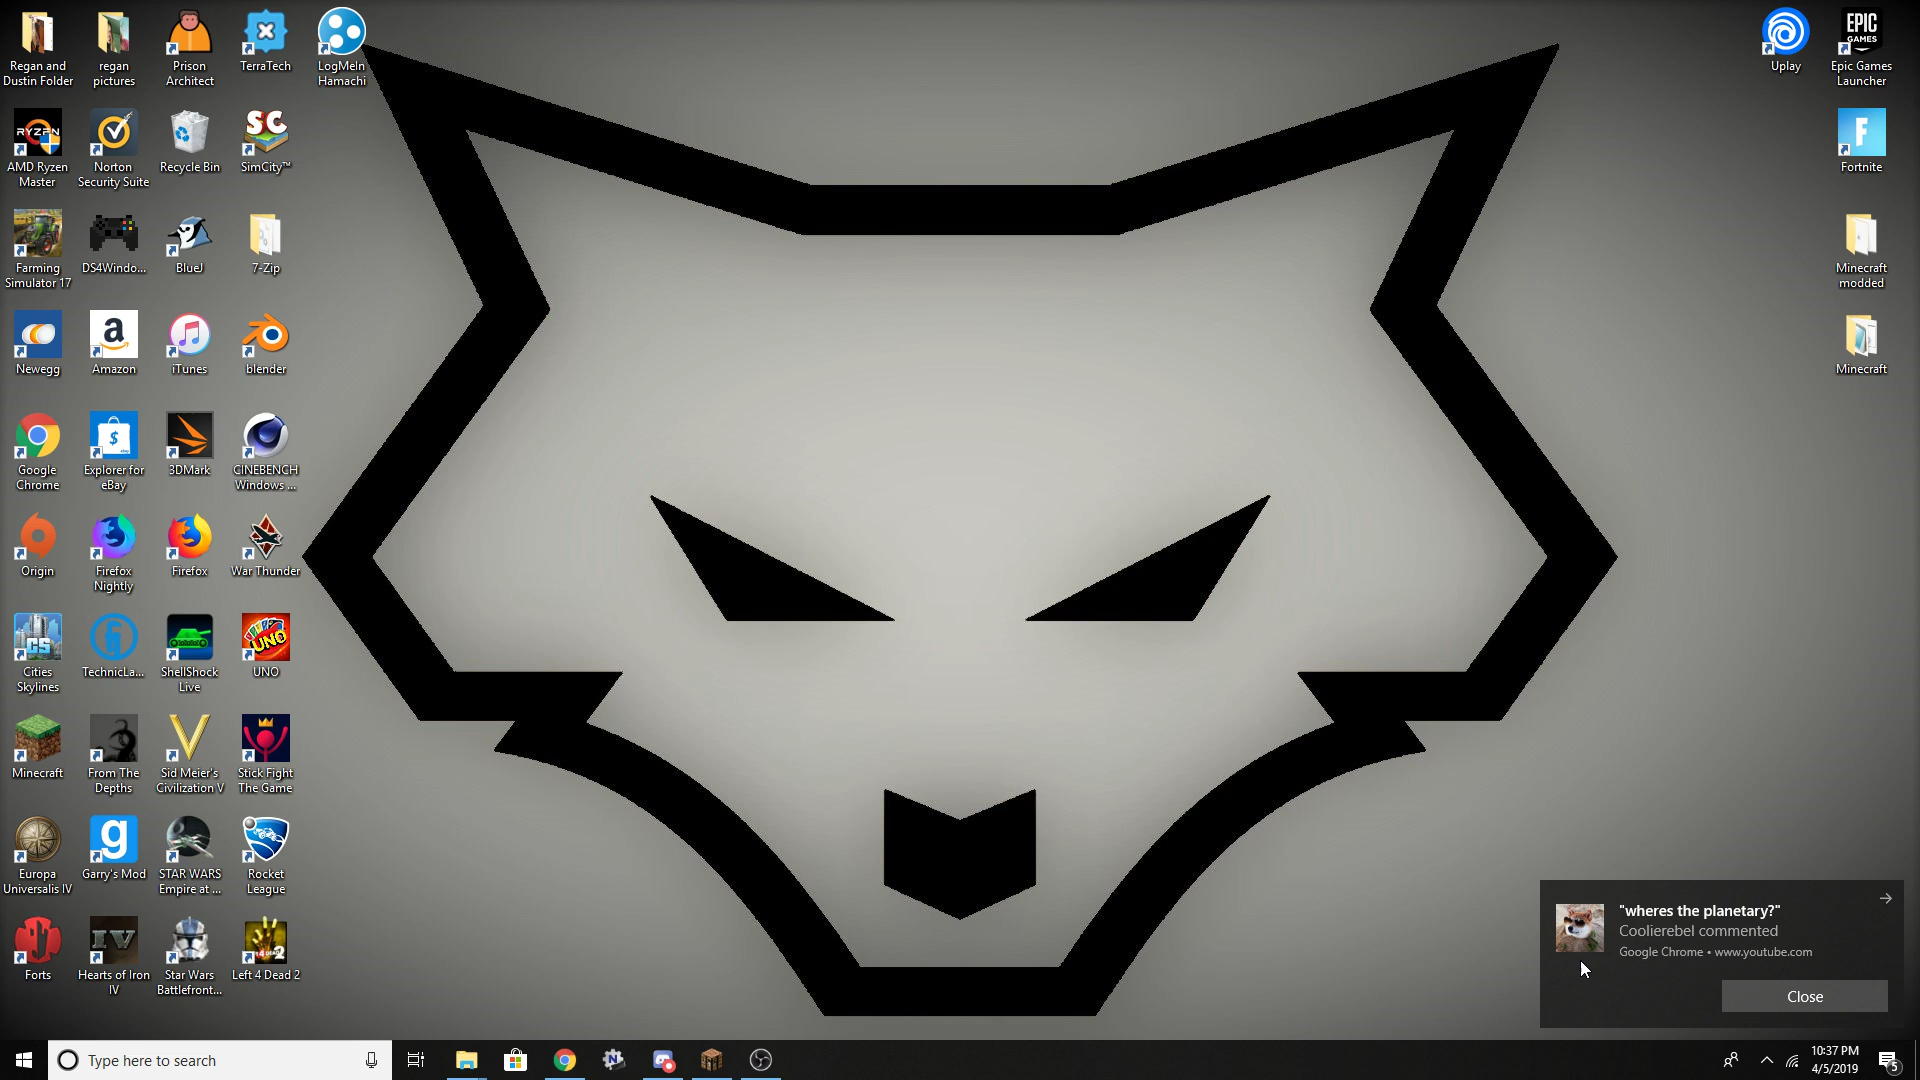 Regan and
Dustin Folder
regan
pictures
Prison
Architect
TerraTech
LogMeIn
Hamachi
Uplay
EPIC
GAMES
Epic Games
Launcher
RYZEN
AMD Ryzen
Master
Norton
Security Suite
Recycle Bin
SC
SimCity™
F
Fortnite
Farming
Simulator 17
DS4Windo...
BlueJ
7-Zip
Minecraft
modded
Newegg
a
Amazon
iTunes
blender
Minecraft
Google
Chrome
$
ebay
Explorer for
eBay
3DMark
CINEBENCH
Windows ...
Origin
Firefox
Nightly
Firefox
War Thunder
CS
Cities
Skylines
TechnicLa...
ShellShock
Live
UNO
UNO
Minecraft
From The
Depths
V
Sid Meier's
Civilization V
Stick Fight
The Game
Europa
Universalis IV
g
Garry's Mod
STAR WARS
Empire at ...
Rocket
League
Forts
IV
Hearts of Iron
IV
Star Wars
Battlefront...
Left 4 Dead 2
"wheres the planetary?"
Coolierebel commented
Google Chrome • www.youtube.com
Close
Type here to search
N
10:37 PM
4/5/2019
5